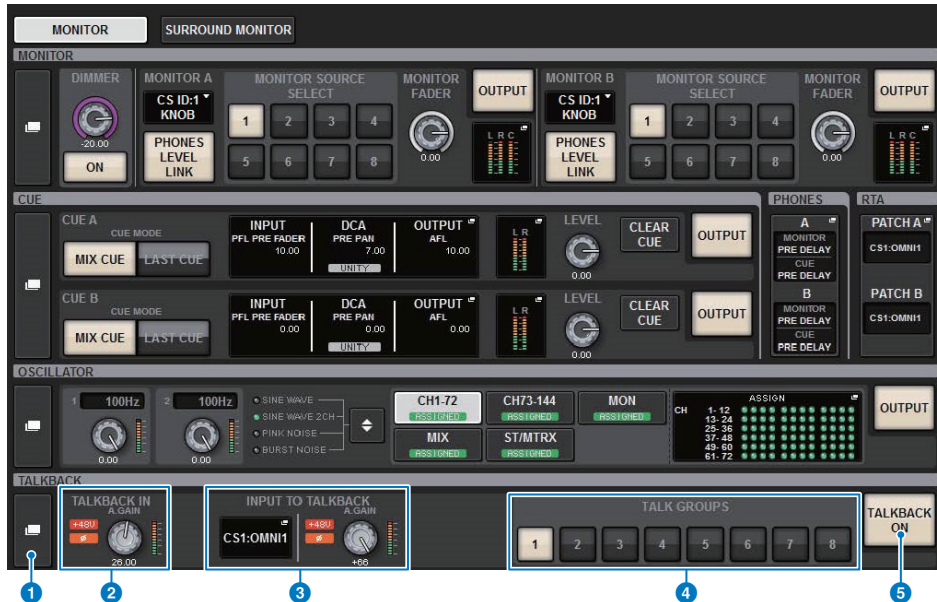 MONITOR SURROUND MONITOR
MONITOR
DIMMER MONITOR A MONITOR SOURCE SELECT MONITOR FADER OUTPUT MONITOR B MONITOR SOURCE SELECT MONITOR FADER OUTPUT
CS ID:1 KNOB 1 2 3 4 L R C CS ID:1 KNOB 1 2 3 4 L R C
-20.00 0.00 0.00
ON PHONES LEVEL LINK 5 6 7 8 PHONES LEVEL LINK 5 6 7 8
CUE PHONES RTA
CUE A INPUT DCA OUTPUT L R LEVEL CLEAR CUE OUTPUT A PATCH A
CUE MODE PFL PRE FADER PRE PAN AFL MONITOR
MIX CUE LAST CUE 10.00 7.00 10.00 PRE DELAY CS1:OMNI1
UNITY 0.00 CUE
PRE DELAY
CUE B INPUT DCA OUTPUT L R LEVEL CLEAR CUE OUTPUT B PATCH B
CUE MODE PFL PRE FADER PRE PAN AFL MONITOR
MIX CUE LAST CUE 0.00 0.00 0.00 PRE DELAY CS1:OMNI1
UNITY 0.00 CUE
PRE DELAY
OSCILLATOR
1 100Hz 2 100Hz SINE WAVE CH1-72 CH73-144 MON ASSIGN OUTPUT
SINE WAVE 2CH ASSIGNED ASSIGNED ASSIGNED CH 1- 12
PINK NOISE 13- 24
BURST NOISE MIX ST/MTRX 25- 36
0.00 0.00 ASSIGNED ASSIGNED 37- 48
49- 60
61- 72
TALKBACK
TALKBACK IN INPUT TO TALKBACK TALK GROUPS TALKBACK ON
A.GAIN A.GAIN
+48V CS1:OMNI1 +48V 1 2 3 4 5 6 7 8
Ø Ø
26.00 +66
1 2 3 4 5